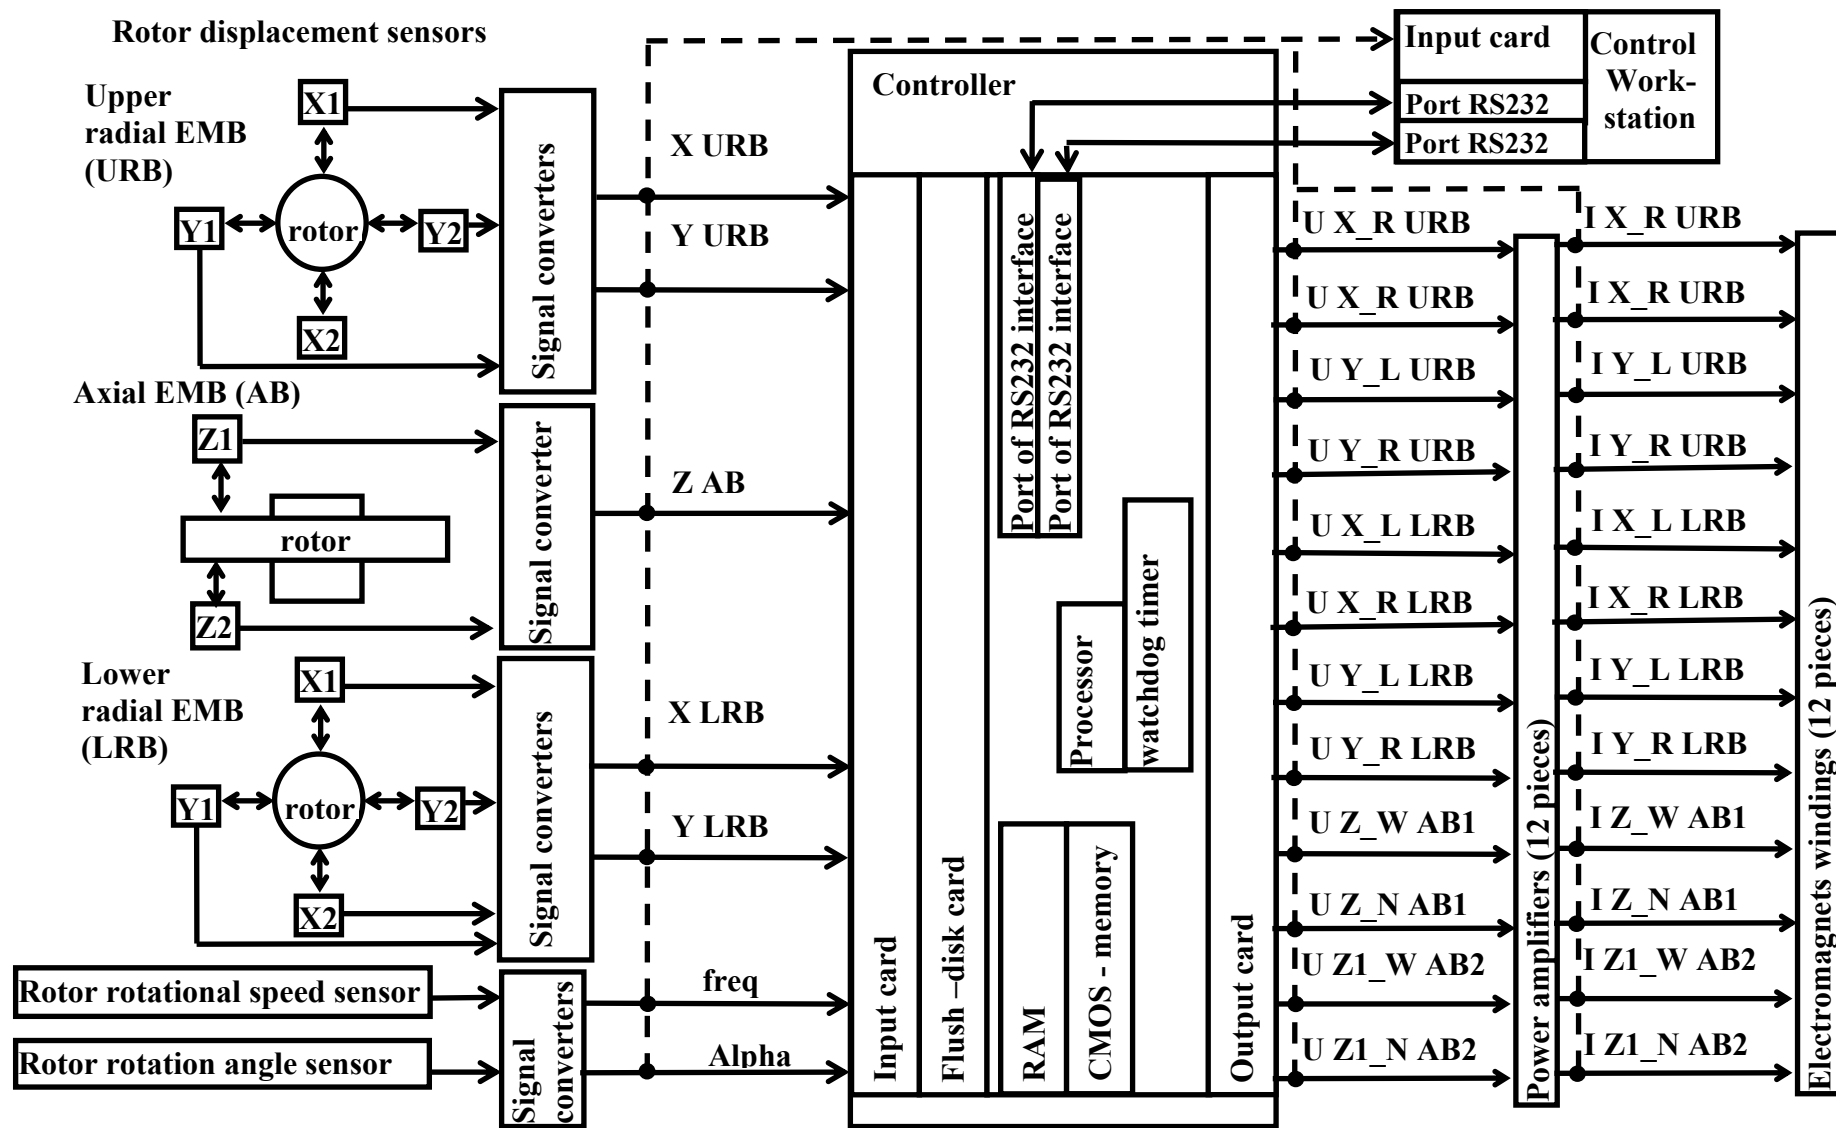 Rotor displacement sensors
Upper
radial EMB
(URB)
X1
Y1
rotor
Y2
X2
Signal converters
Axial EMB (AB)
Z1
rotor
Z2
Signal converter
Lower
radial EMB
(LRB)
X1
Y1
rotor
Y2
X2
Signal converters
Rotor rotational speed sensor
Rotor rotation angle sensor
Signal
converters
X URB
Y URB
Z AB
X LRB
Y LRB
freq
Alpha
Controller
Input card
Flush –disk card
Port of RS232 interface
Port of RS232 interface
Processor
watchdog timer
RAM
CMOS - memory
Output card
Input card
Port RS232
Port RS232
Control
Work-
station
U X_R URB
U X_R URB
U Y_L URB
U Y_R URB
U X_L LRB
U X_R LRB
U Y_L LRB
U Y_R LRB
U Z_W AB1
U Z_N AB1
U Z1_W AB2
U Z1_N AB2
Power amplifiers (12 pieces)
I X_R URB
I X_R URB
I Y_L URB
I Y_R URB
I X_L LRB
I X_R LRB
I Y_L LRB
I Y_R LRB
I Z_W AB1
I Z_N AB1
I Z1_W AB2
I Z1_N AB2
Electromagnets windings (12 pieces)